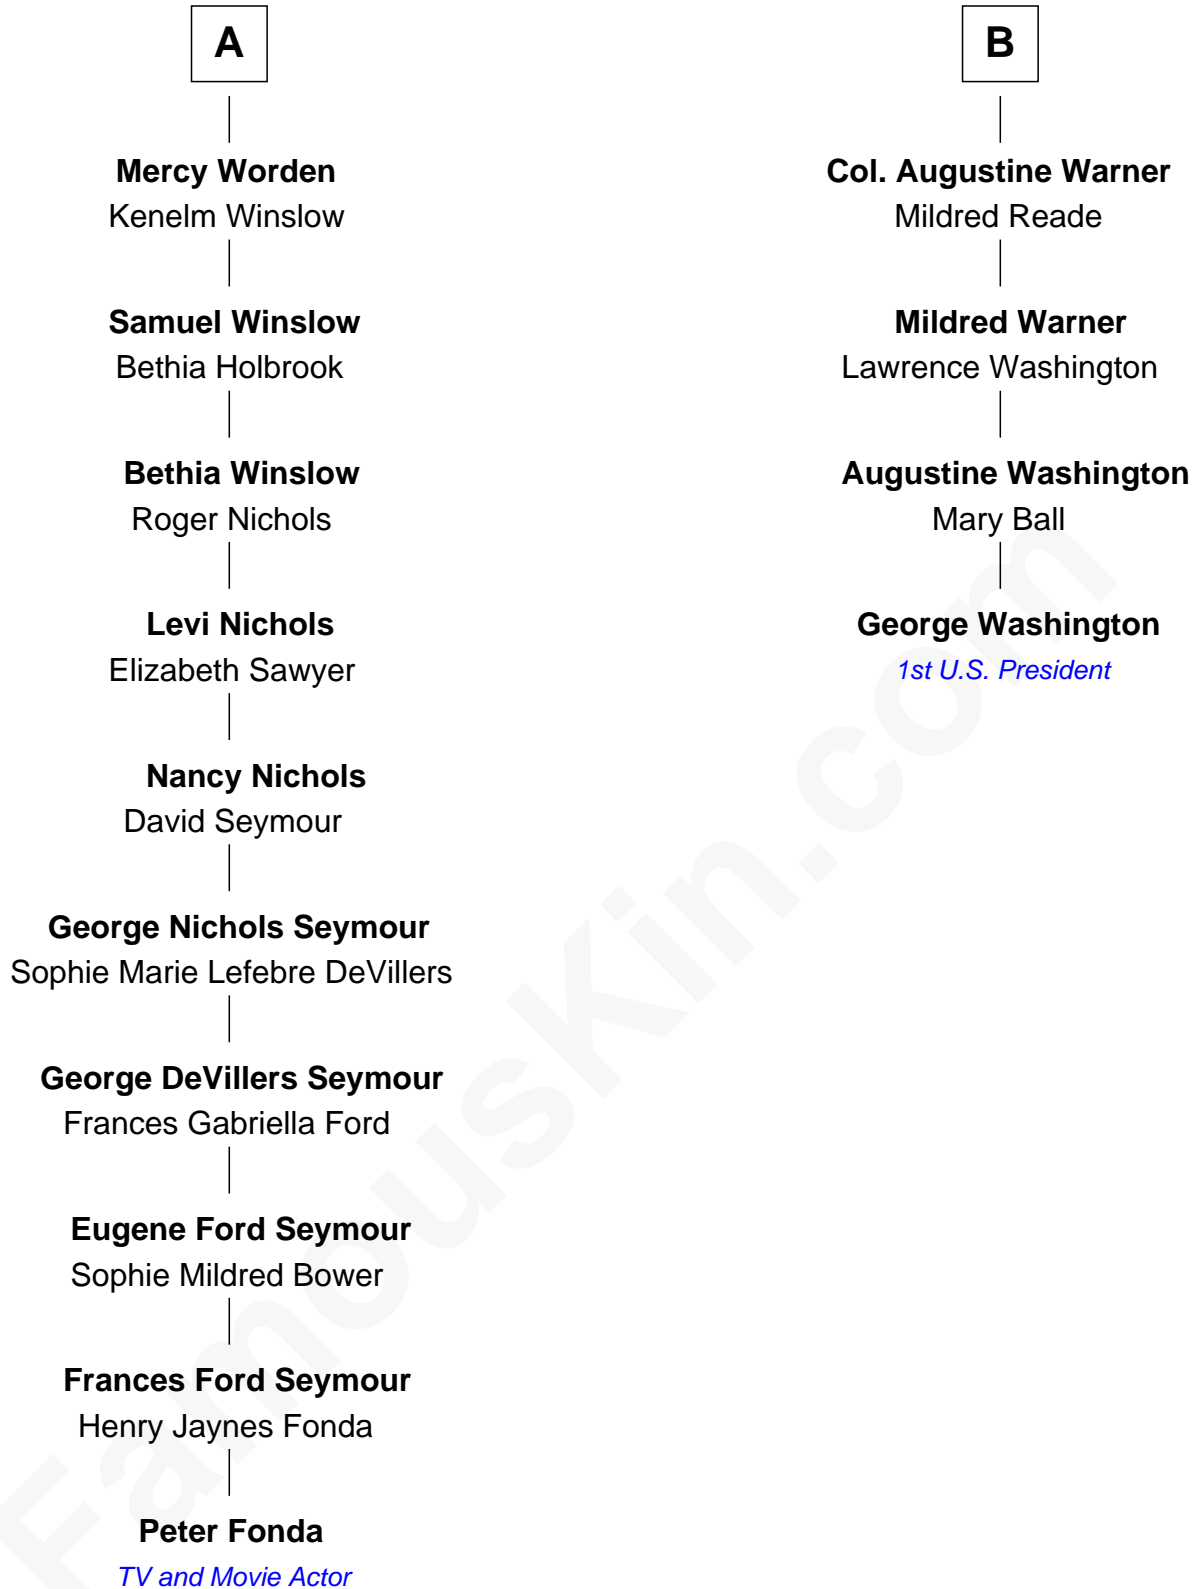 A
Mercy Worden
Kenelm Winslow
Samuel Winslow
Bethia Holbrook
Bethia Winslow
Roger Nichols
Levi Nichols
Elizabeth Sawyer
Nancy Nichols
David Seymour
George Nichols Seymour
Sophie Marie Lefebre DeVillers
George DeVillers Seymour
Frances Gabriella Ford
Eugene Ford Seymour
Sophie Mildred Bower
Frances Ford Seymour
Henry Jaynes Fonda
Peter Fonda
TV and Movie Actor
B
Col. Augustine Warner
Mildred Reade
Mildred Warner
Lawrence Washington
Augustine Washington
Mary Ball
George Washington
1st U.S. President
FamousKin.com